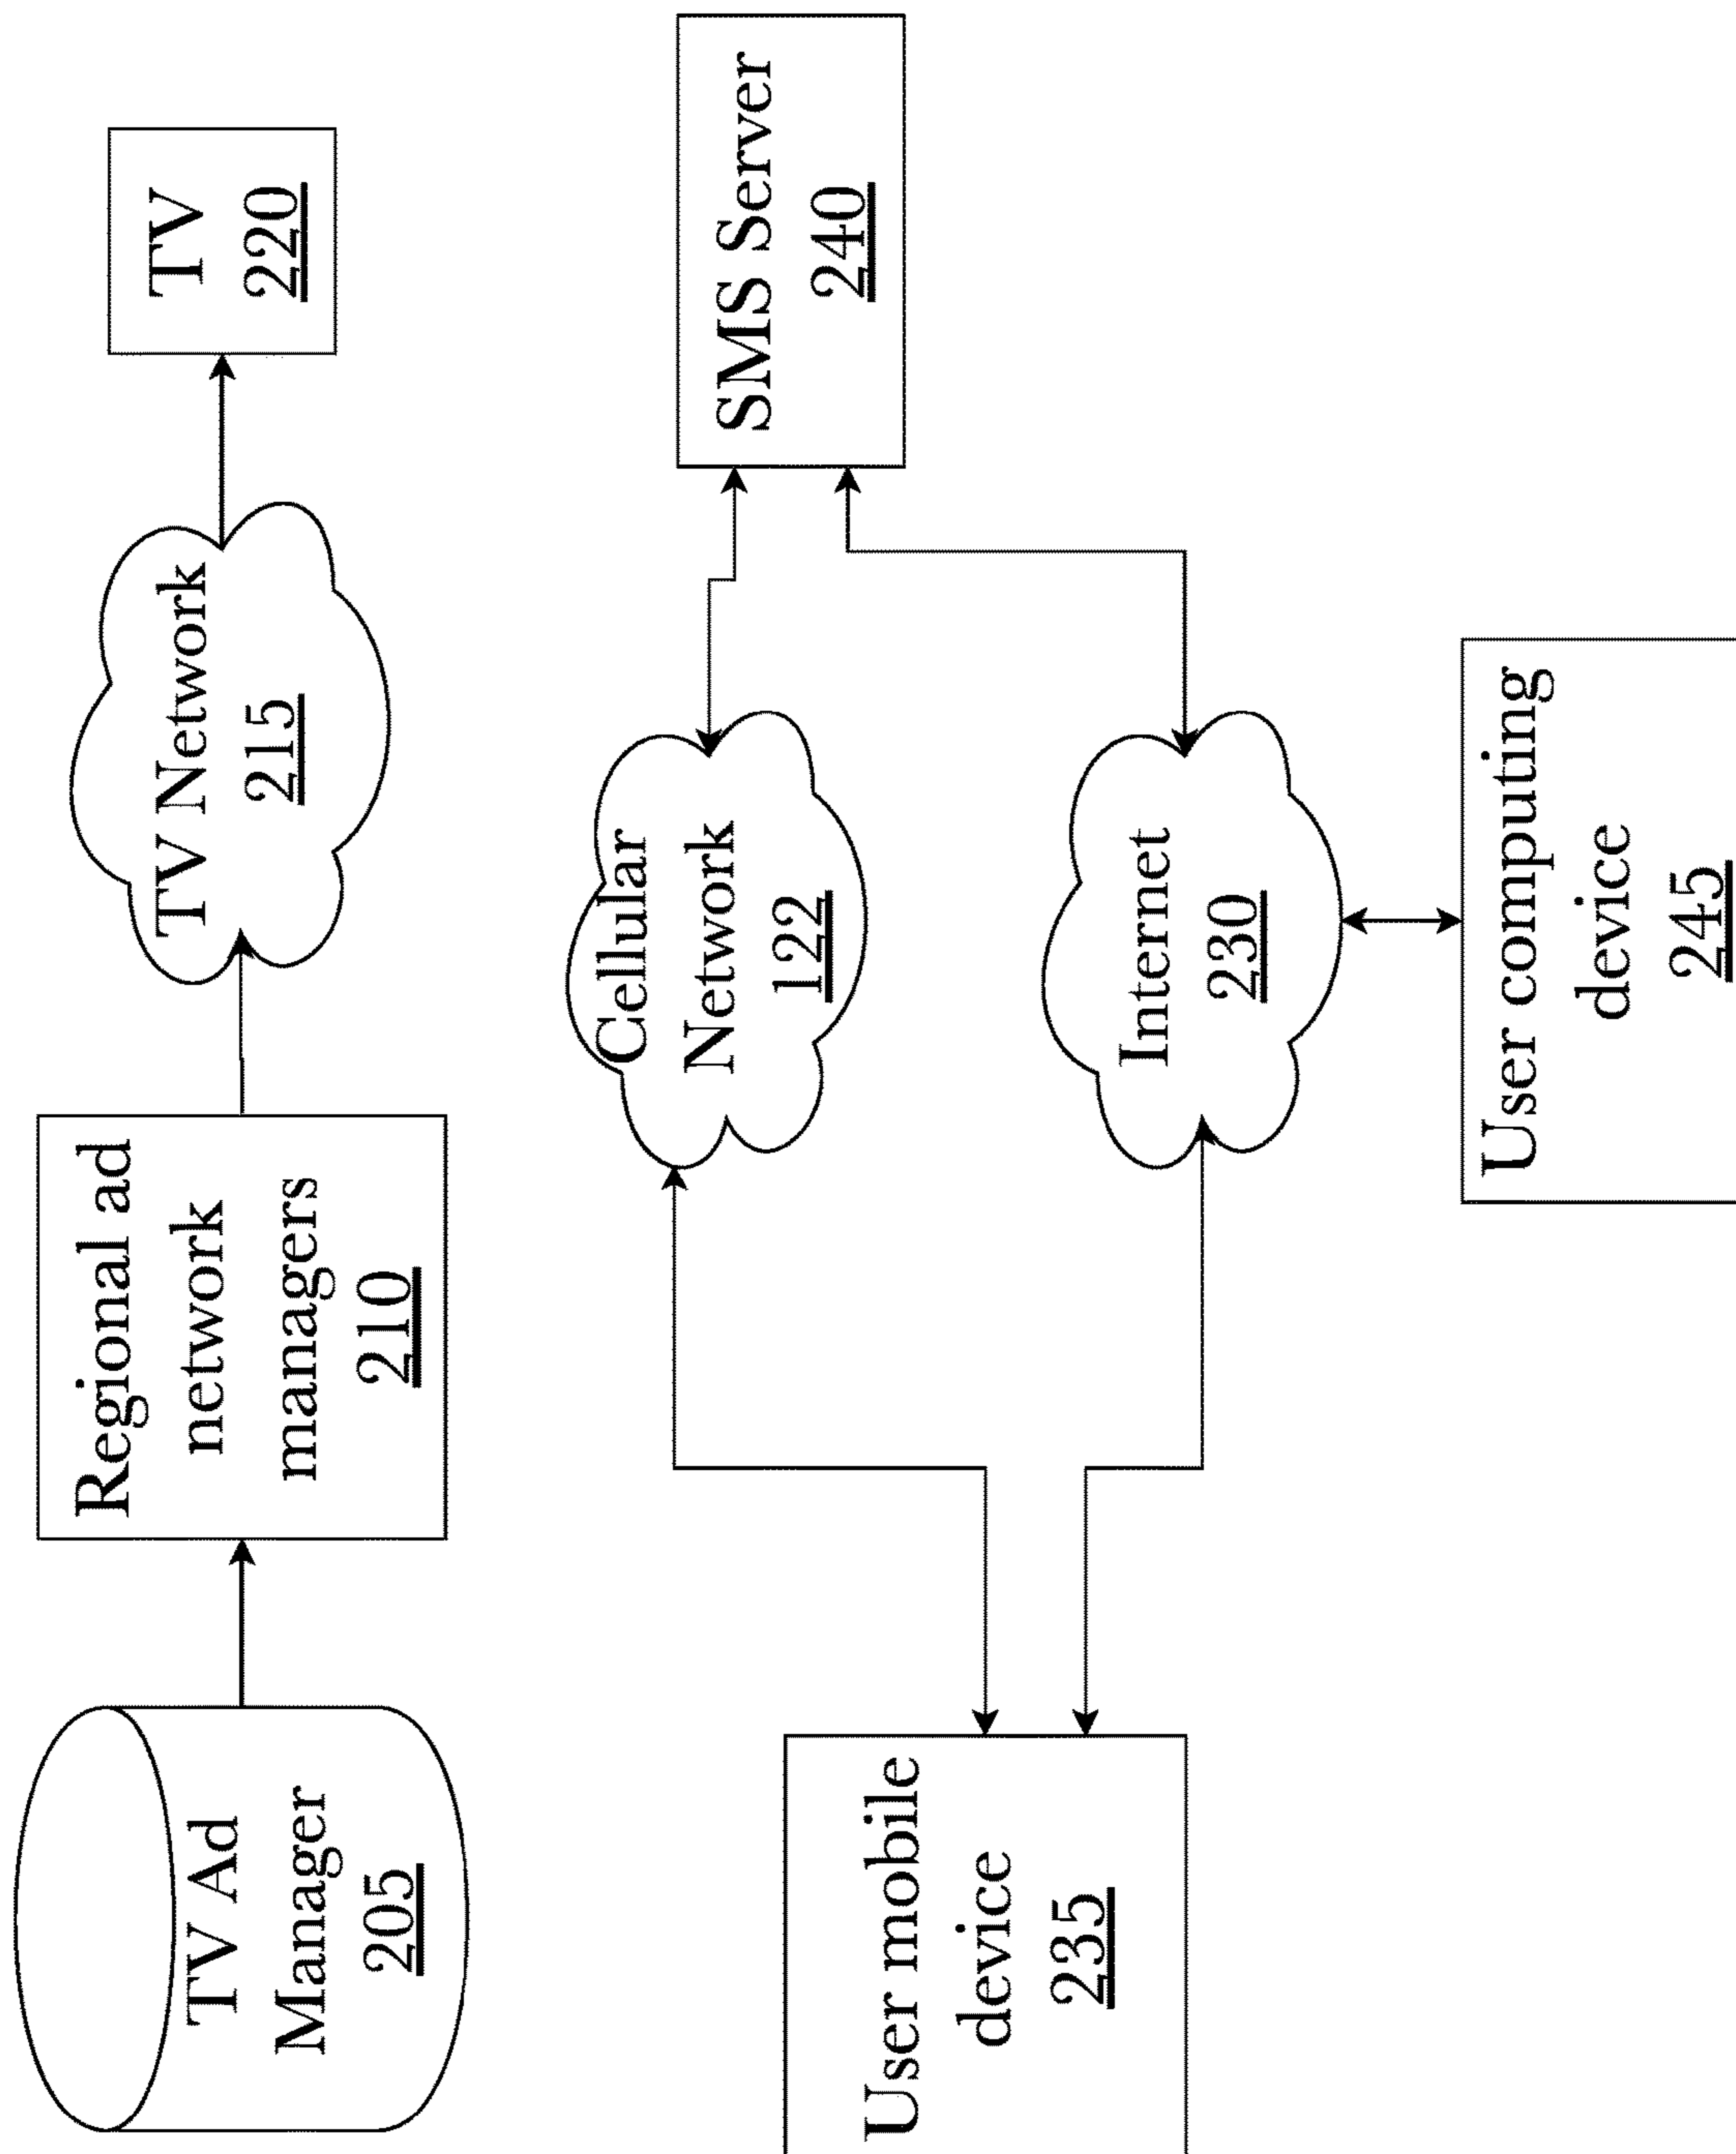 TV Ad
Manager
205
Regional ad
network
managers
210
TV Network
215
TV
220
User mobile
device
235
Cellular
Network
122
Internet
230
SMS Server
240
User computing
device
245